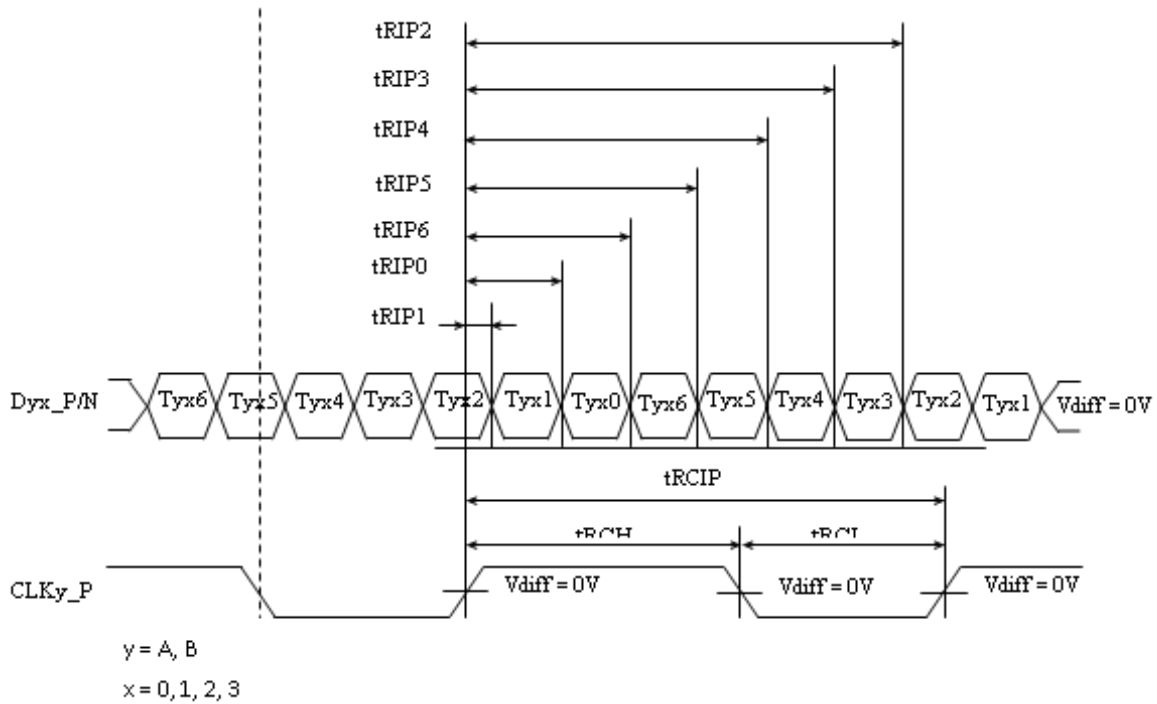 tRIP2
tRIP3
tRIP4
tRIP5
tRIP6
tRIP0
tRIP1
Dyx_P/N Tyx6 Tyx5 Tyx4 Tyx3 Tyx2 Tyx1 Tyx0 Tyx6 Tyx5 Tyx4 Tyx3 Tyx2 Tyx1 Vdiff = 0V
tRCIP
tRCH
CLKy_P Vdiff = 0V Vdiff = 0V Vdiff = 0V
y = A, B
x = 0, 1, 2, 3